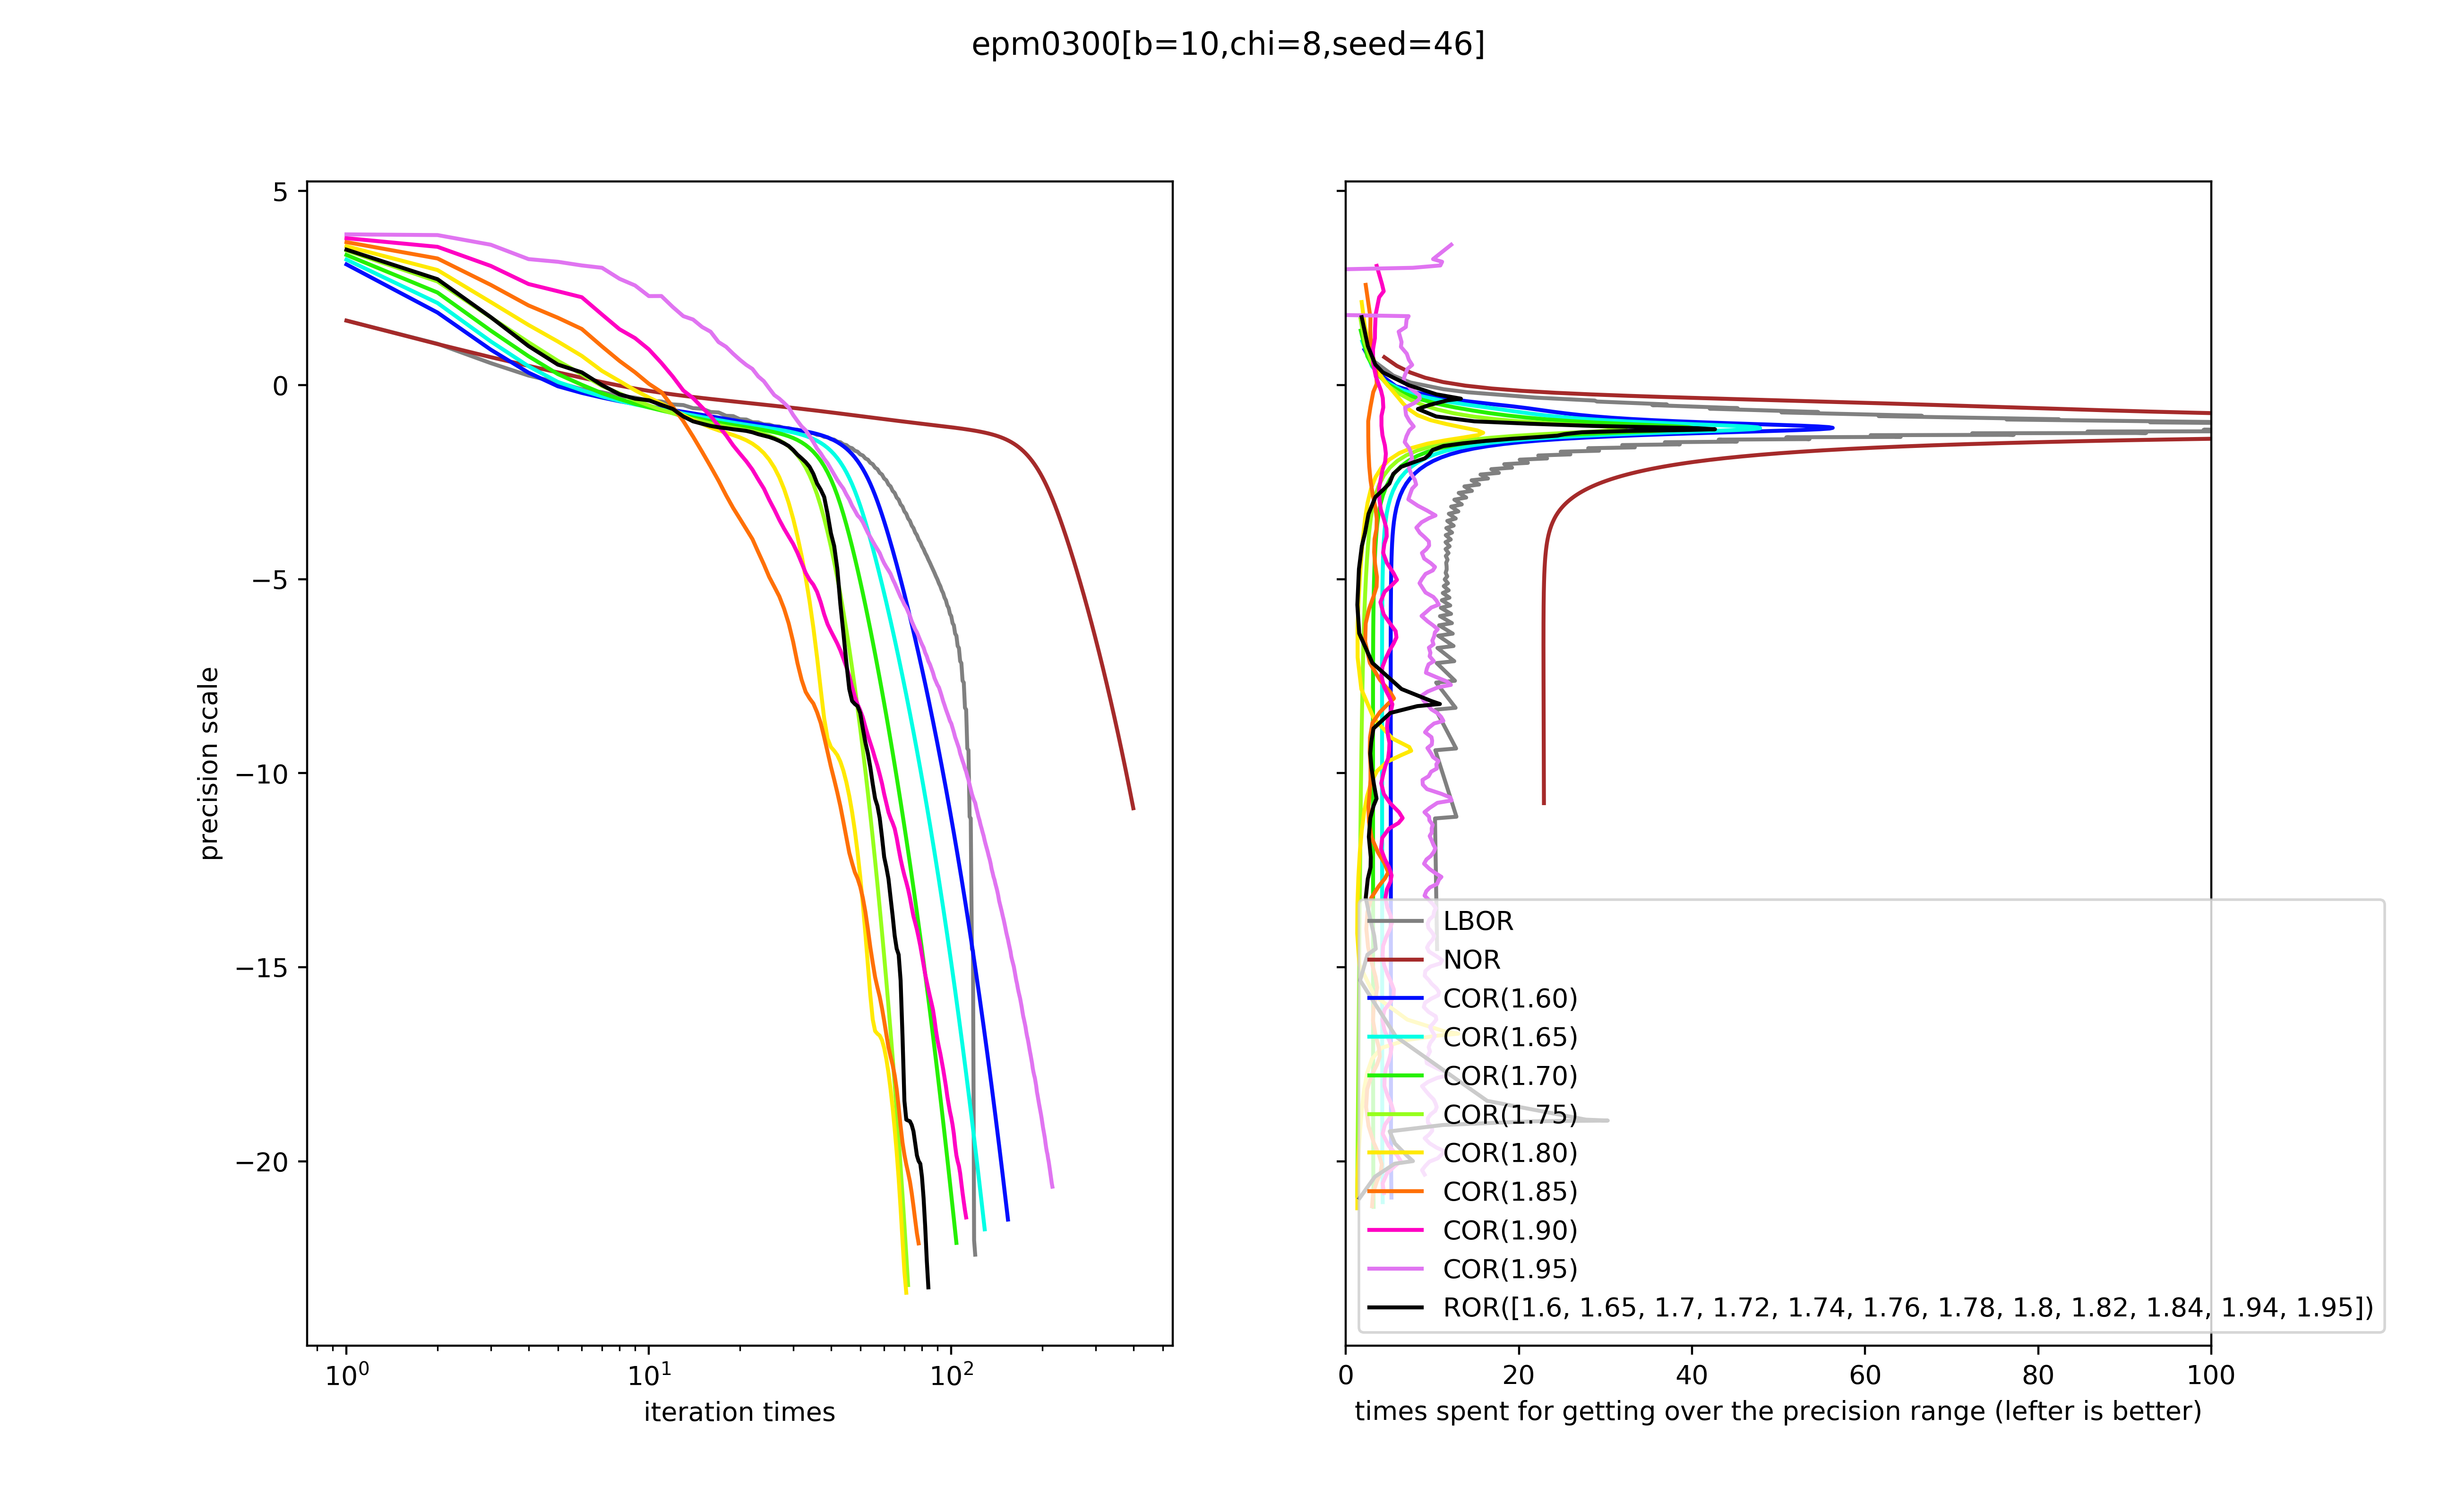 epm0300[b=10,chi=8,seed=46]
5
0
−5
−10
−15
−20
precision scale
10⁰
10¹
10²
iteration times
LBOR
NOR
COR(1.60)
COR(1.65)
COR(1.70)
COR(1.75)
COR(1.80)
COR(1.85)
COR(1.90)
COR(1.95)
ROR([1.6, 1.65, 1.7, 1.72, 1.74, 1.76, 1.78, 1.8, 1.82, 1.84, 1.94, 1.95])
0
20
40
60
80
100
times spent for getting over the precision range (lefter is better)